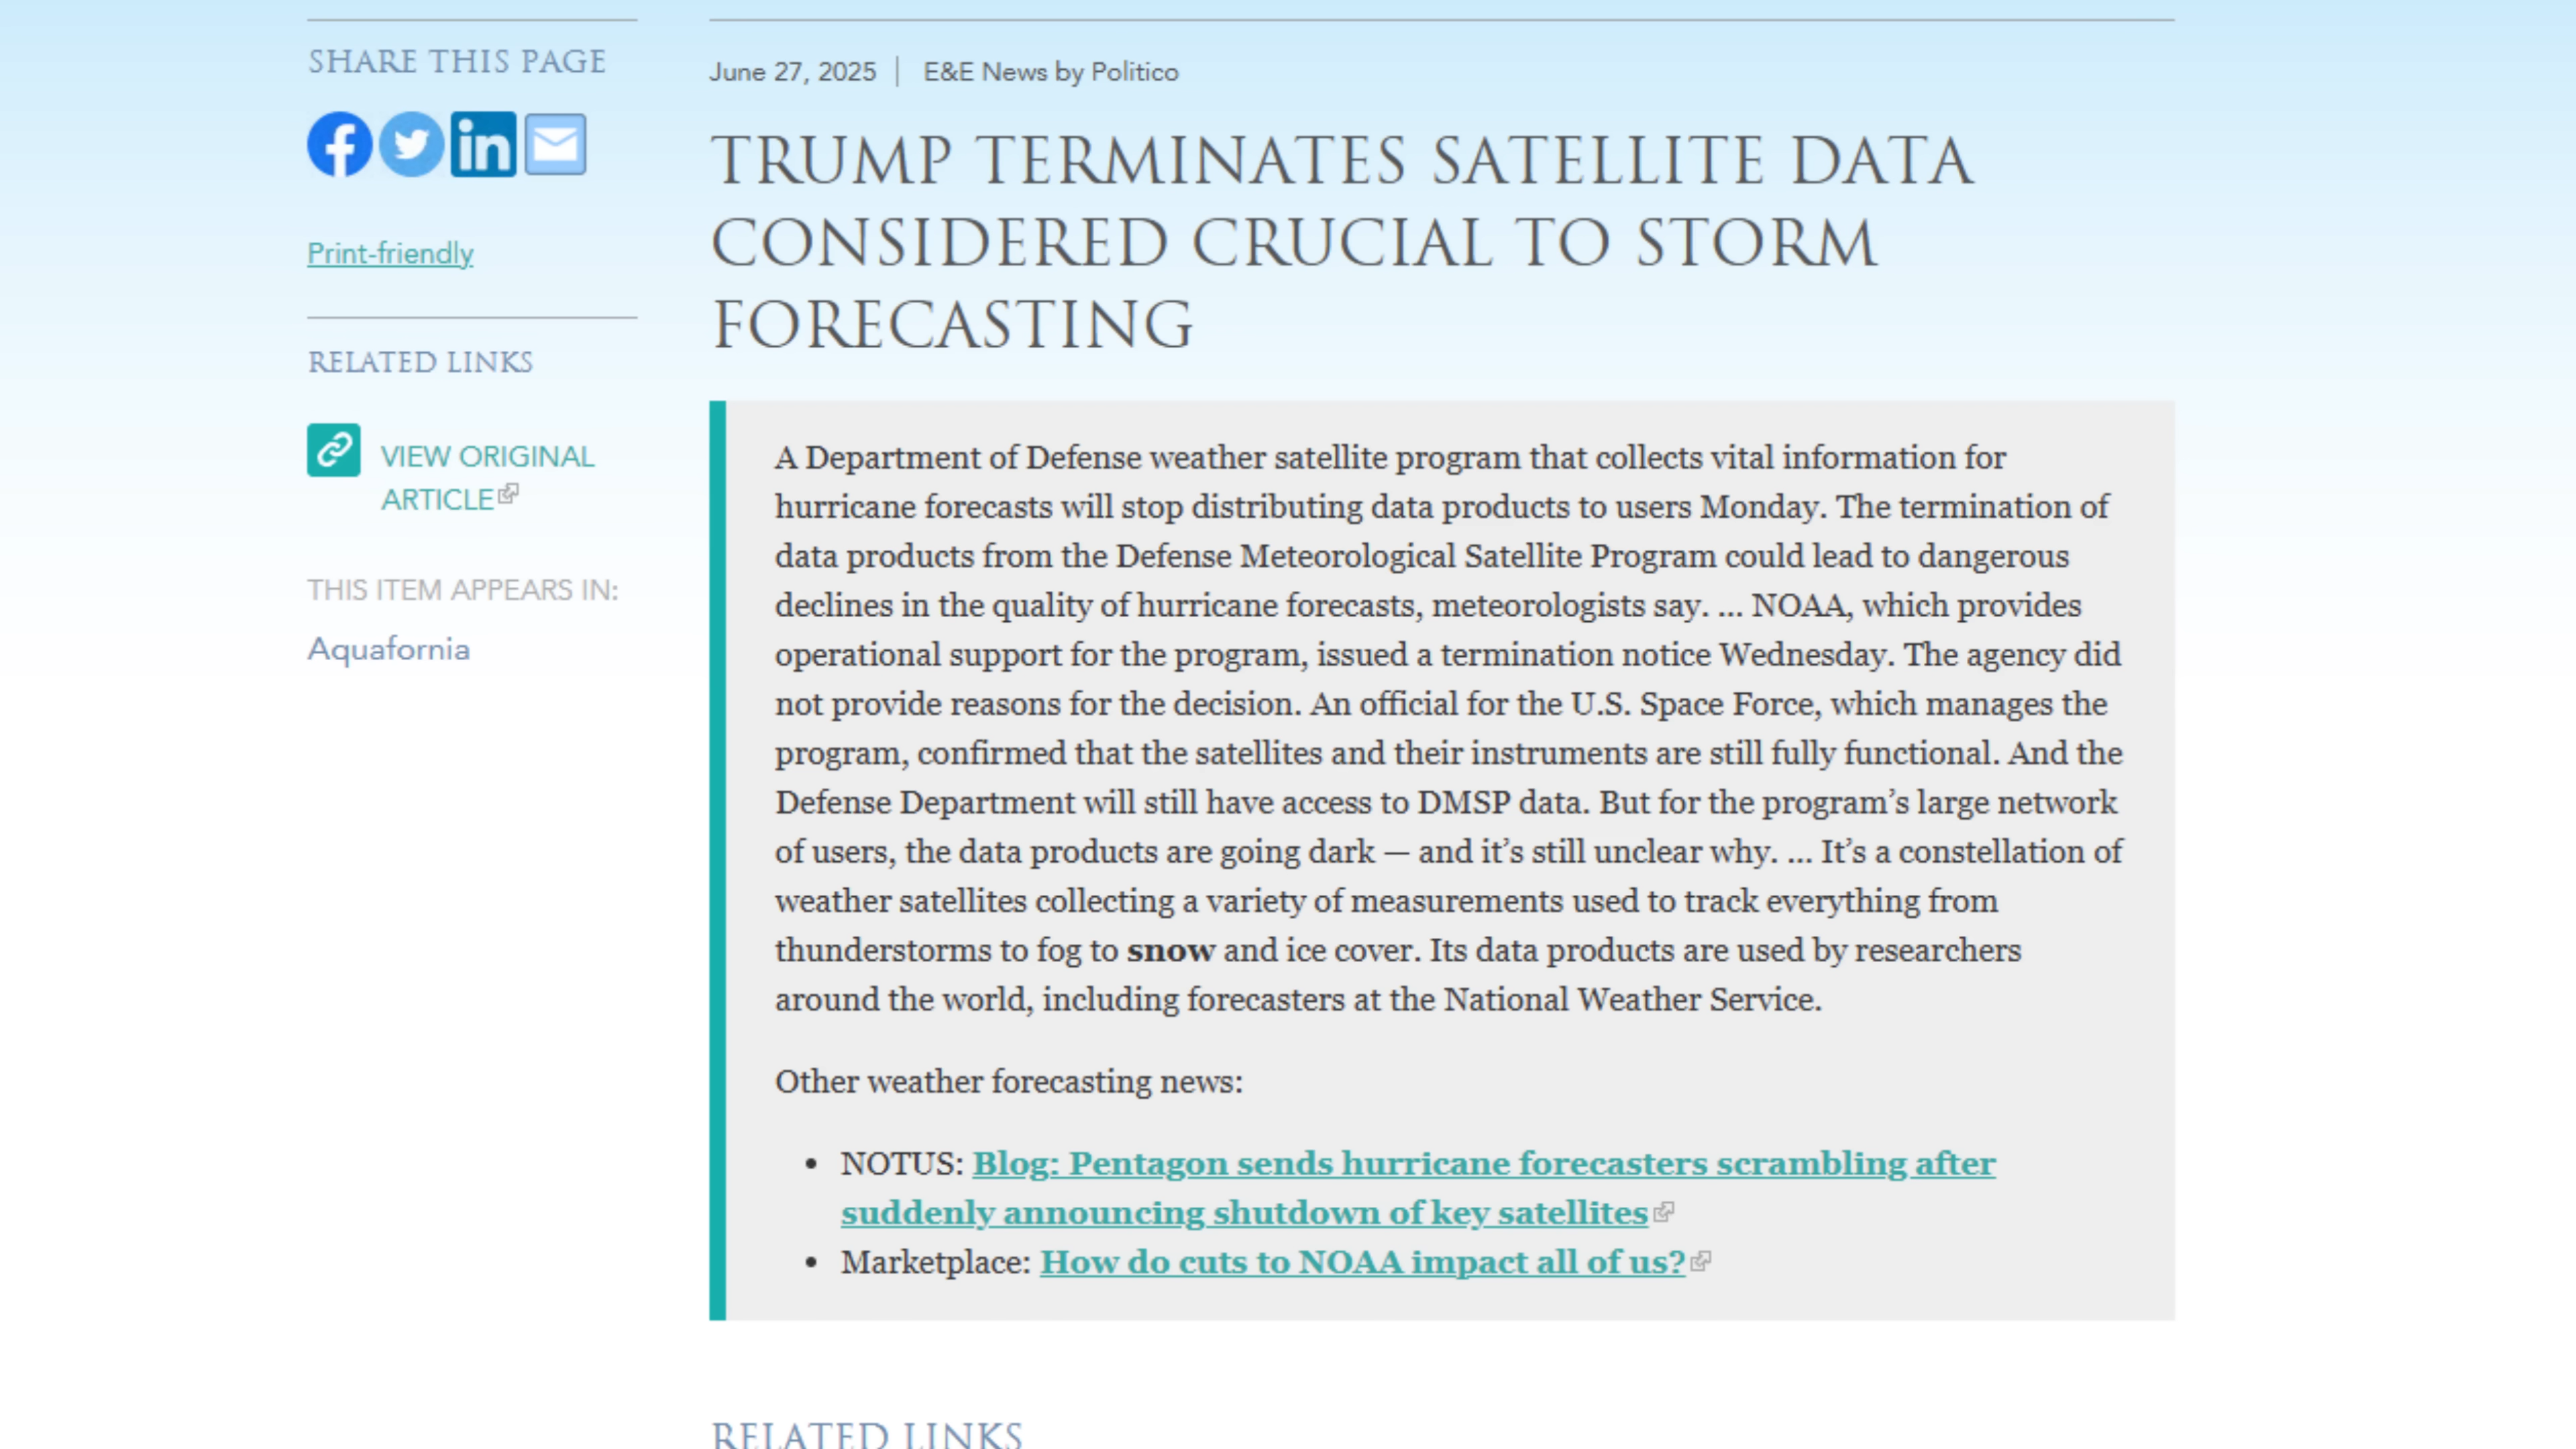 SHARE THIS PAGE
Print-friendly
RELATED LINKS
VIEW ORIGINAL
ARTICLE
THIS ITEM APPEARS IN:
Aquafornia
June 27, 2025 | E&E News by Politico
TRUMP TERMINATES SATELLITE DATA
CONSIDERED CRUCIAL TO STORM
FORECASTING
A Department of Defense weather satellite program that collects vital information for
hurricane forecasts will stop distributing data products to users Monday. The termination of
data products from the Defense Meteorological Satellite Program could lead to dangerous
declines in the quality of hurricane forecasts, meteorologists say. ... NOAA, which provides
operational support for the program, issued a termination notice Wednesday. The agency did
not provide reasons for the decision. An official for the U.S. Space Force, which manages the
program, confirmed that the satellites and their instruments are still fully functional. And the
Defense Department will still have access to DMSP data. But for the program’s large network
of users, the data products are going dark — and it’s still unclear why. ... It’s a constellation of
weather satellites collecting a variety of measurements used to track everything from
thunderstorms to fog to snow and ice cover. Its data products are used by researchers
around the world, including forecasters at the National Weather Service.
Other weather forecasting news:
• NOTUS: Blog: Pentagon sends hurricane forecasters scrambling after
suddenly announcing shutdown of key satellites
• Marketplace: How do cuts to NOAA impact all of us?
RELATED LINKS